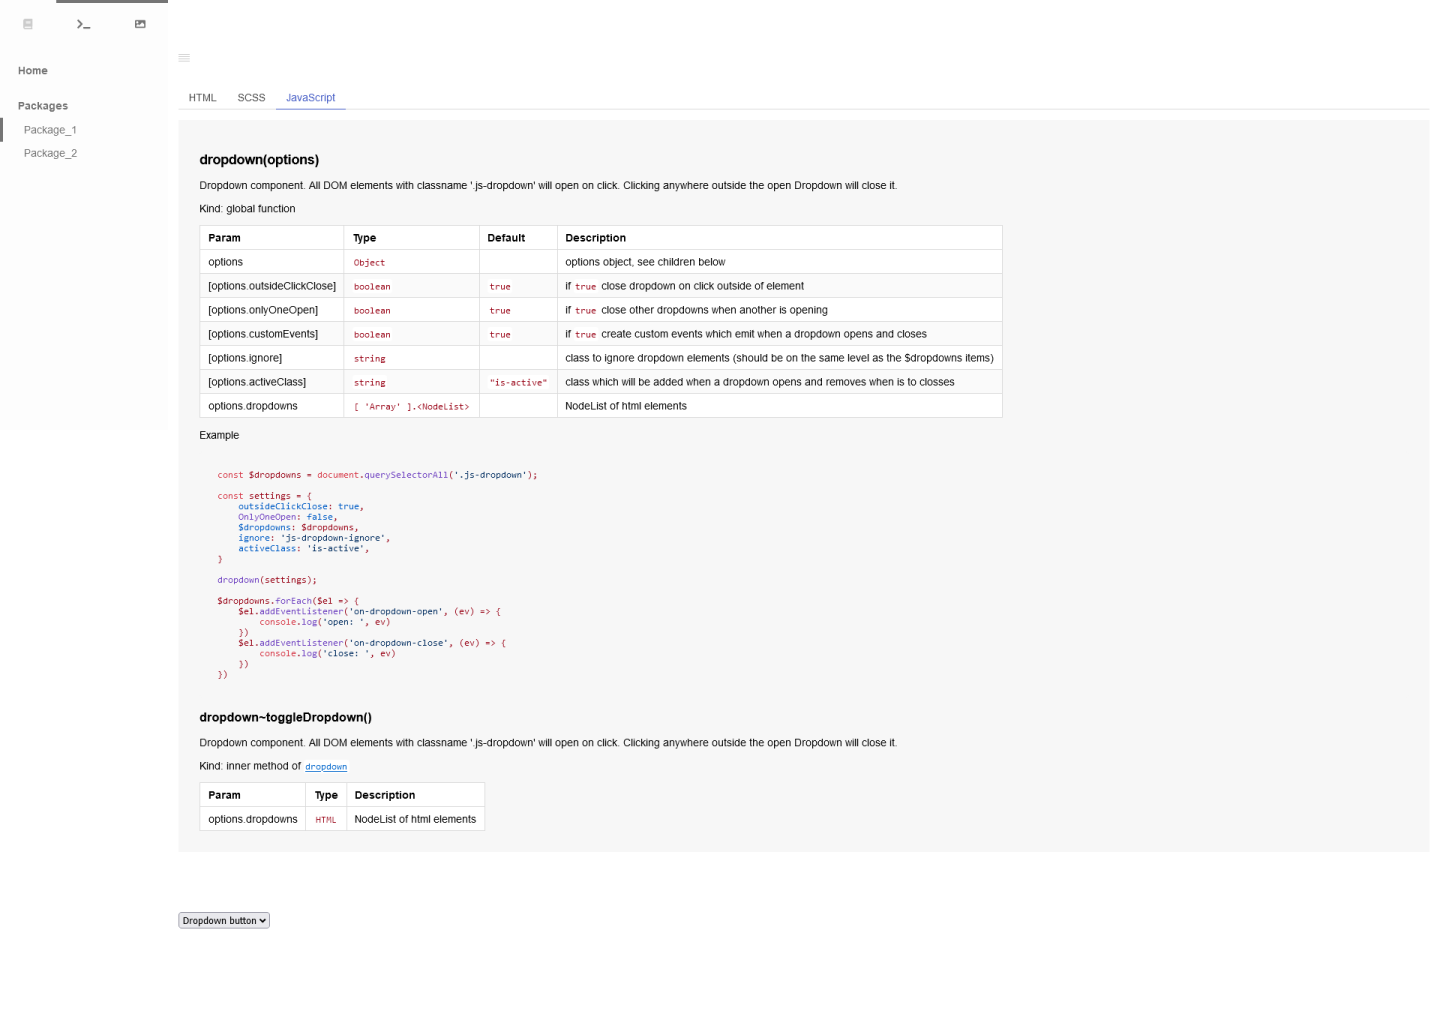 Home
Packages
Package_1
Package_2
HTML SCSS JavaScript
dropdown(options)
Dropdown component. All DOM elements with classname '.js-dropdown' will open on click. Clicking anywhere outside the open Dropdown will close it.
Kind: global function
Param Type Default Description
options Object options object, see children below
[options.outsideClickClose] boolean true if true close dropdown on click outside of element
[options.onlyOneOpen] boolean true if true close other dropdowns when another is opening
[options.customEvents] boolean true if true create custom events which emit when a dropdown opens and closes
[options.ignore] string class to ignore dropdown elements (should be on the same level as the $dropdowns items)
[options.activeClass] string "is-active" class which will be added when a dropdown opens and removes when is to closses
options.dropdowns [ 'Array' ].<NodeList> NodeList of html elements
Example
const $dropdowns = document.querySelectorAll('.js-dropdown');
const settings = {
outsideClickClose: true,
OnlyOneOpen: false,
$dropdowns: $dropdowns,
ignore: 'js-dropdown-ignore',
activeClass: 'is-active',
}
dropdown(settings);
$dropdowns.forEach($el => {
$el.addEventListener('on-dropdown-open', (ev) => {
console.log('open: ', ev)
})
$el.addEventListener('on-dropdown-close', (ev) => {
console.log('close: ', ev)
})
})
dropdown~toggleDropdown()
Dropdown component. All DOM elements with classname '.js-dropdown' will open on click. Clicking anywhere outside the open Dropdown will close it.
Kind: inner method of dropdown
Param Type Description
options.dropdowns HTML NodeList of html elements
Dropdown button